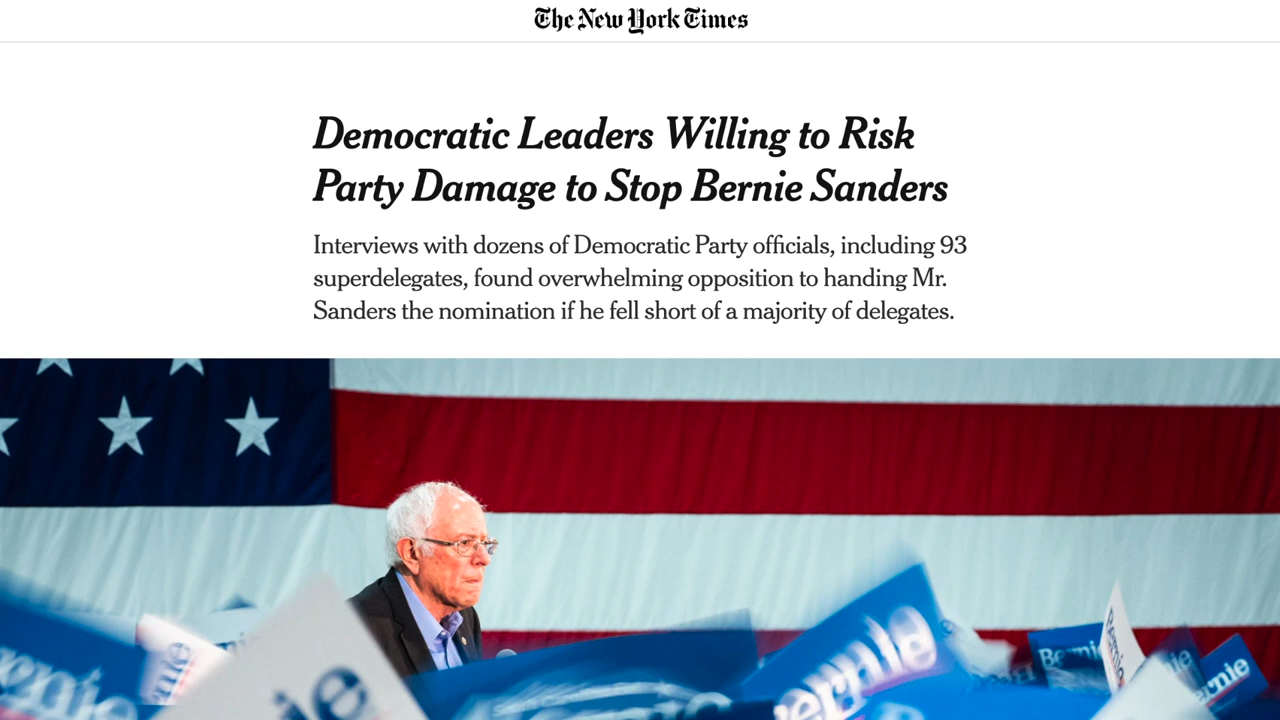 The New York Times
Democratic Leaders Willing to Risk
Party Damage to Stop Bernie Sanders
Interviews with dozens of Democratic Party officials, including 93
superdelegates, found overwhelming opposition to handing Mr.
Sanders the nomination if he fell short of a majority of delegates.
Bernie
Bernie